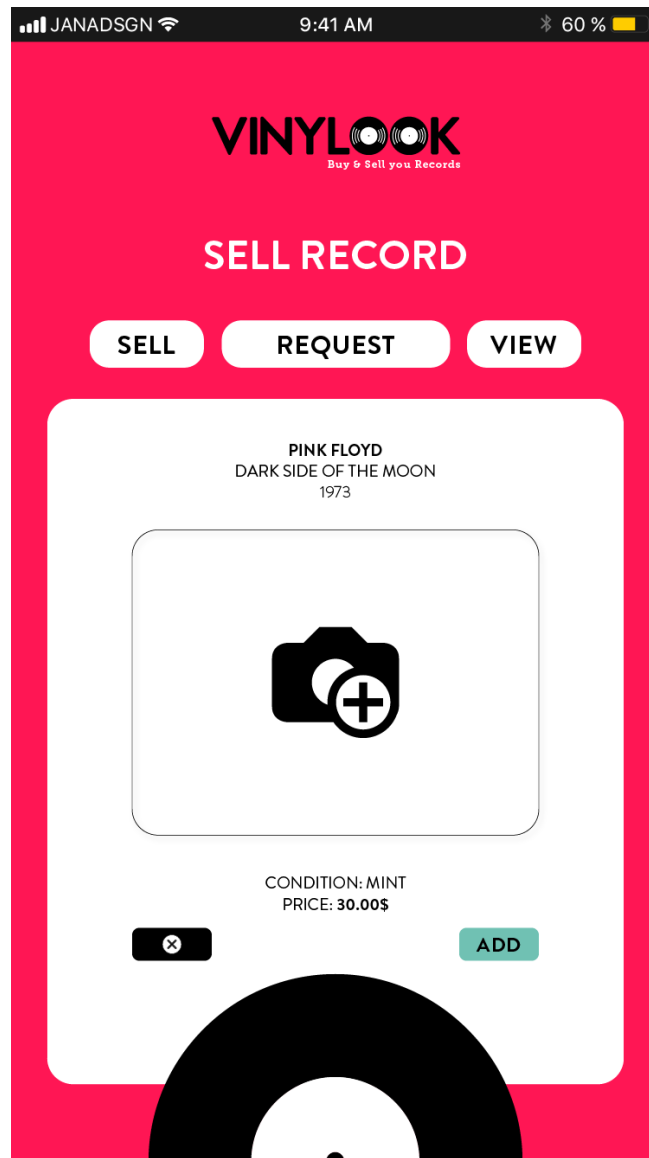 JANADSGN 9:41 AM 60 %
VINYLOOK
Buy & Sell you Records
SELL RECORD
SELL REQUEST VIEW
PINK FLOYD
DARK SIDE OF THE MOON
1973
CONDITION: MINT
PRICE: 30.00$
ADD